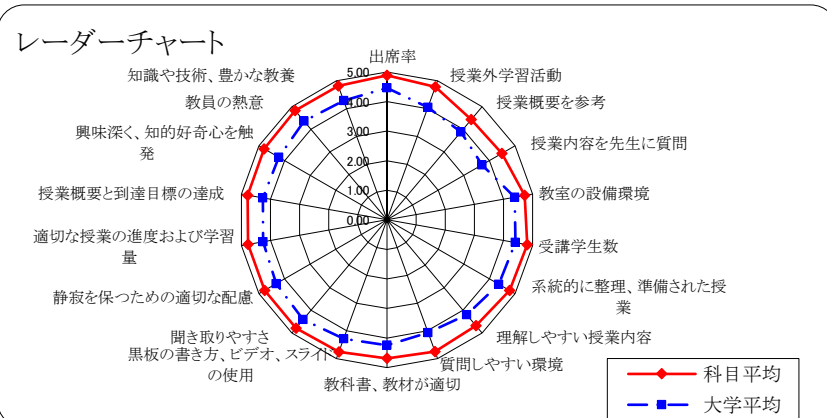 レーダーチャート
出席率
授業外学習活動
授業概要を参考
授業内容を先生に質問
教室の設備環境
受講学生数
系統的に整理、準備された授
業
理解しやすい授業内容
質問しやすい環境
教科書、教材が適切
黒板の書き方、ビデオ、スライド
の使用
聞き取りやすさ
静寂を保つための適切な配慮
適切な授業の進度および学習
量
授業概要と到達目標の達成
興味深く、知的好奇心を触
発
教員の熱意
知識や技術、豊かな教養
5.00
4.00
3.00
2.00
1.00
0.00
科目平均
大学平均